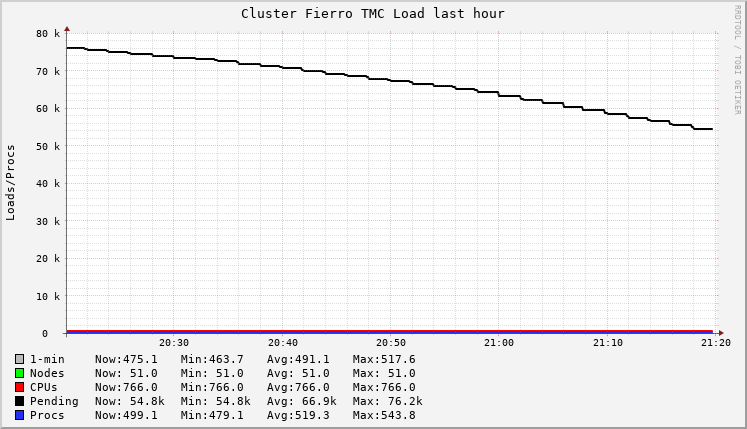 Cluster Fierro TMC Load last hour
RRDTOOL / TOBI OETIKER
Loads/Procs
80 k
70 k
60 k
50 k
40 k
30 k
20 k
10 k
0
20:30 20:40 20:50 21:00 21:10 21:20
1-min Now:475.1 Min:463.7 Avg:491.1 Max:517.6
Nodes Now: 51.0 Min: 51.0 Avg: 51.0 Max: 51.0
CPUs Now:766.0 Min:766.0 Avg:766.0 Max:766.0
Pending Now: 54.8k Min: 54.8k Avg: 66.9k Max: 76.2k
Procs Now:499.1 Min:479.1 Avg:519.3 Max:543.8